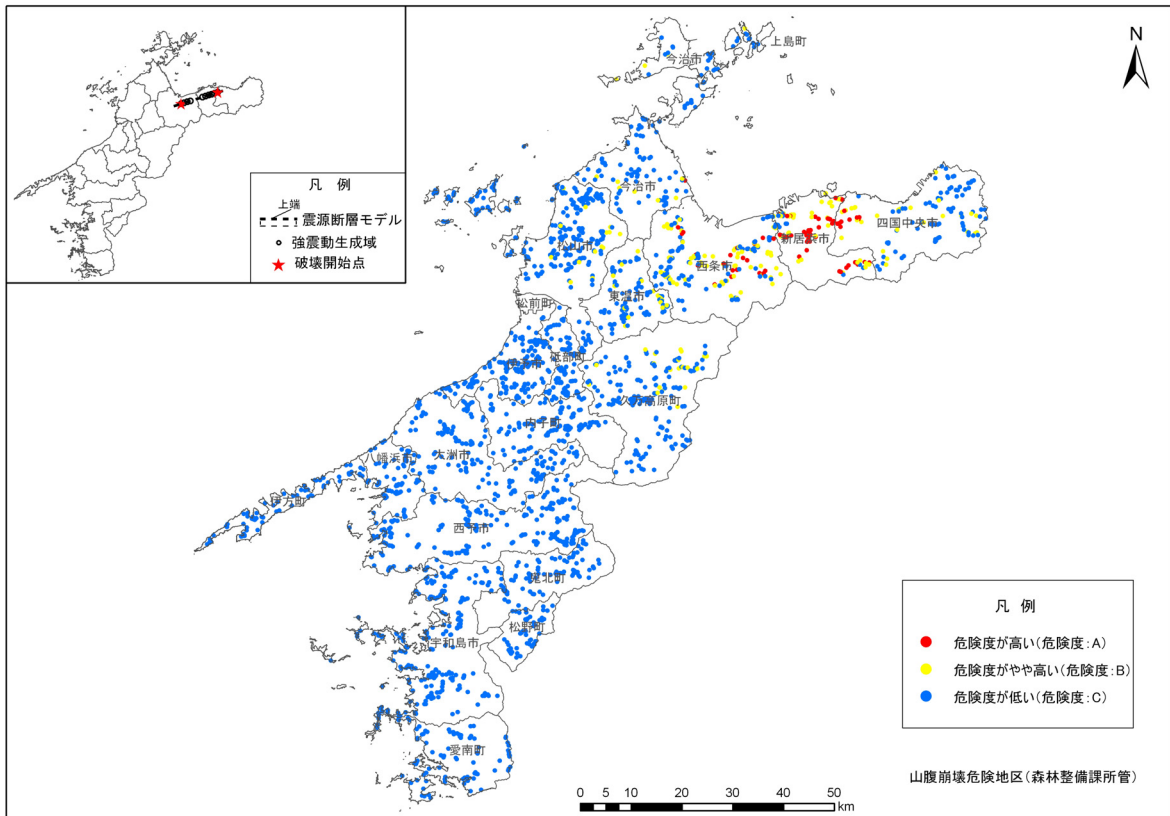 凡 例
上端
震源断層モデル
強震動生成域
破壊開始点
N
上島町
今治市
今治市
四国中央市
新居浜市
松山市
西条市
東温市
松前町
砥部町
伊予市
久万高原町
内子町
大洲市
八幡浜市
伊方町
西予市
鬼北町
松野町
宇和島市
愛南町
凡 例
危険度が高い(危険度:A)
危険度がやや高い(危険度:B)
危険度が低い(危険度:C)
山腹崩壊危険地区(森林整備課所管)
0 5 10 20 30 40 50
km